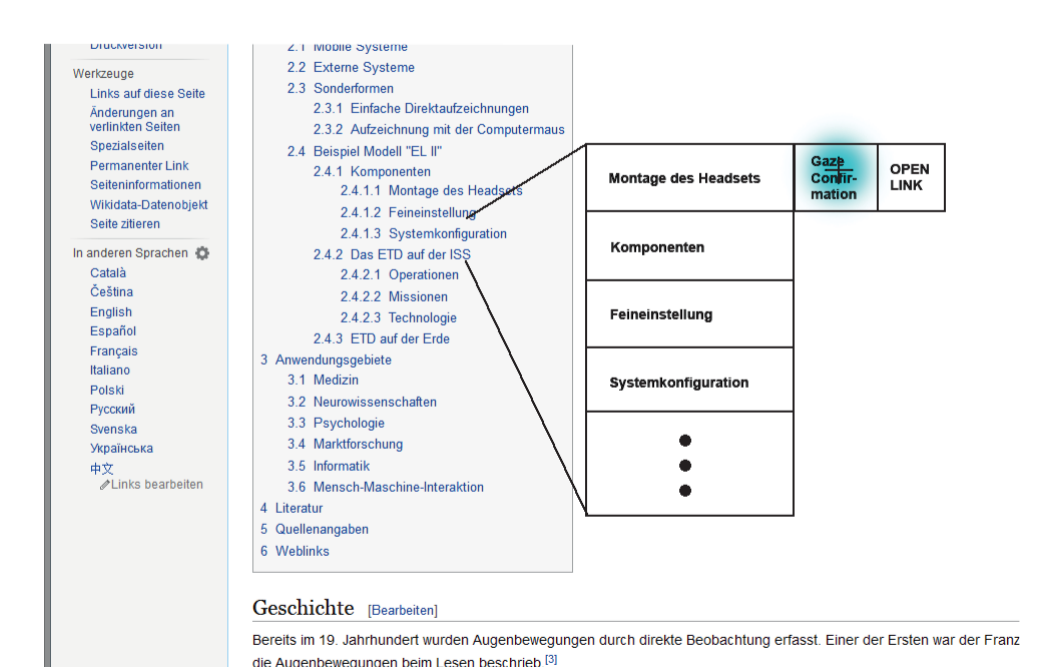 Druckversion
Werkzeuge
Links auf diese Seite
Änderungen an
verlinkten Seiten
Spezialseiten
Permanenter Link
Seiteninformationen
Wikidata-Datenobjekt
Seite zitieren
In anderen Sprachen
Català
Čeština
English
Español
Français
Italiano
Polski
Русский
Svenska
Українська
中文
Links bearbeiten
2.1 Mobile Systeme
2.2 Externe Systeme
2.3 Sonderformen
2.3.1 Einfache Direktaufzeichnungen
2.3.2 Aufzeichnung mit der Computermaus
2.4 Beispiel Modell "EL II"
2.4.1 Komponenten
2.4.1.1 Montage des Headsets
2.4.1.2 Feineinstellung
2.4.1.3 Systemkonfiguration
2.4.2 Das ETD auf der ISS
2.4.2.1 Operationen
2.4.2.2 Missionen
2.4.2.3 Technologie
2.4.3 ETD auf der Erde
3 Anwendungsgebiete
3.1 Medizin
3.2 Neurowissenschaften
3.3 Psychologie
3.4 Marktforschung
3.5 Informatik
3.6 Mensch-Maschine-Interaktion
4 Literatur
5 Quellenangaben
6 Weblinks
Montage des Headsets
Gaze
Confir-
mation
OPEN
LINK
Komponenten
Feineinstellung
Systemkonfiguration
Geschichte [Bearbeiten]
Bereits im 19. Jahrhundert wurden Augenbewegungen durch direkte Beobachtung erfasst. Einer der Ersten war der Franz
die Augenbewegungen beim Lesen beschrieb.[3]